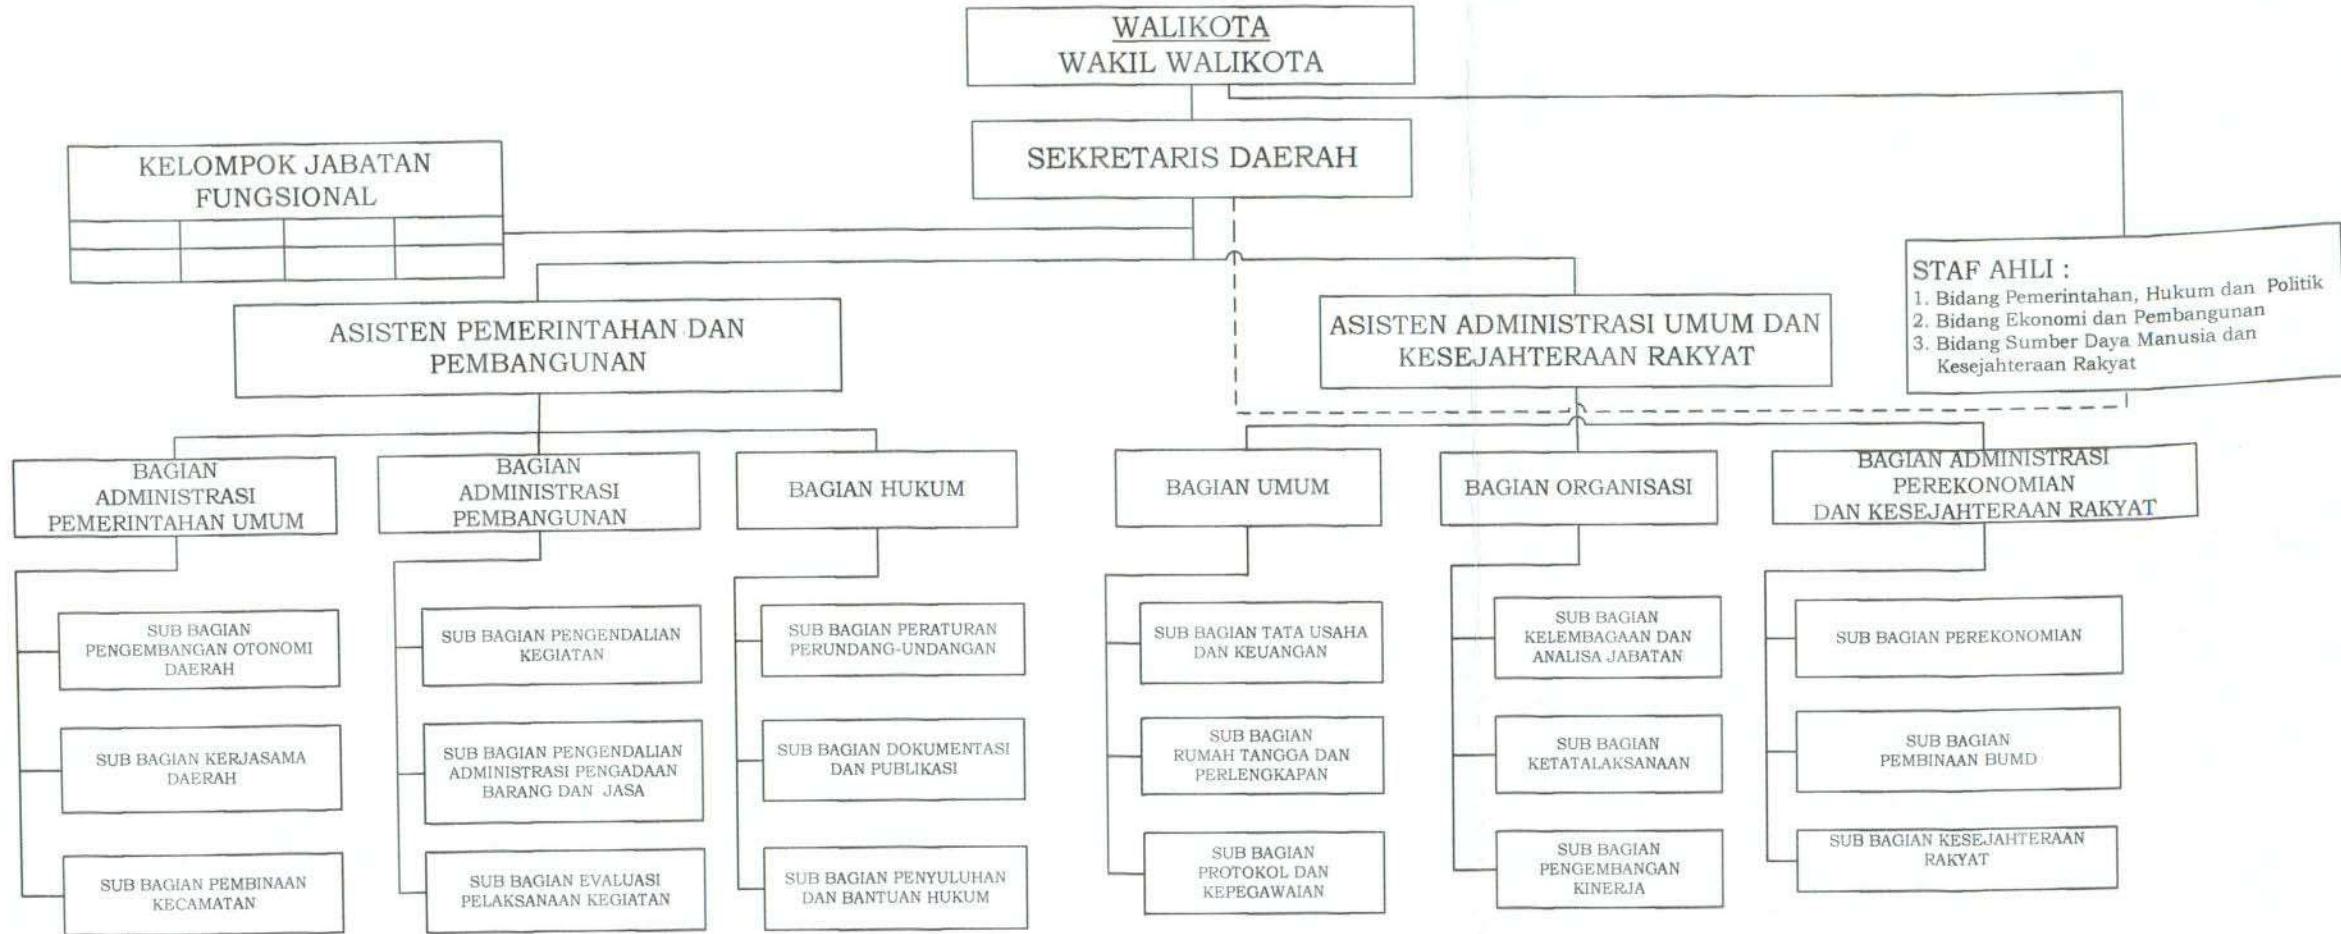 WALIKOTA
WAKIL WALIKOTA
SEKRETARIS DAERAH
KELOMPOK JABATAN
FUNGSIONAL
STAF AHLI :
1. Bidang Pemerintahan, Hukum dan Politik
2. Bidang Ekonomi dan Pembangunan
3. Bidang Sumber Daya Manusia dan
Kesejahteraan Rakyat
ASISTEN PEMERINTAHAN DAN
PEMBANGUNAN
ASISTEN ADMINISTRASI UMUM DAN
KESEJAHTERAAN RAKYAT
BAGIAN
ADMINISTRASI
PEMERINTAHAN UMUM
BAGIAN
ADMINISTRASI
PEMBANGUNAN
BAGIAN HUKUM
BAGIAN UMUM
BAGIAN ORGANISASI
BAGIAN ADMINISTRASI
PEREKONOMIAN
DAN KESEJAHTERAAN RAKYAT
SUB BAGIAN
PENGEMBANGAN OTONOMI
DAERAH
SUB BAGIAN PENGENDALIAN
KEGIATAN
SUB BAGIAN PERATURAN
PERUNDANG-UNDANGAN
SUB BAGIAN TATA USAHA
DAN KEUANGAN
SUB BAGIAN
KELEMBAGAAN DAN
ANALISA JABATAN
SUB BAGIAN PEREKONOMIAN
SUB BAGIAN KERJASAMA
DAERAH
SUB BAGIAN PENGENDALIAN
ADMINISTRASI PENGADAAN
BARANG DAN JASA
SUB BAGIAN DOKUMENTASI
DAN PUBLIKASI
SUB BAGIAN
RUMAH TANGGA DAN
PERLENGKAPAN
SUB BAGIAN
KETATALAKSANAAN
SUB BAGIAN
PEMBINAAN BUMD
SUB BAGIAN PEMBINAAN
KECAMATAN
SUB BAGIAN EVALUASI
PELAKSANAAN KEGIATAN
SUB BAGIAN PENYULUHAN
DAN BANTUAN HUKUM
SUB BAGIAN
PROTOKOL DAN
KEPEGAWAIAN
SUB BAGIAN
PENGEMBANGAN
KINERJA
SUB BAGIAN KESEJAHTERAAN
RAKYAT